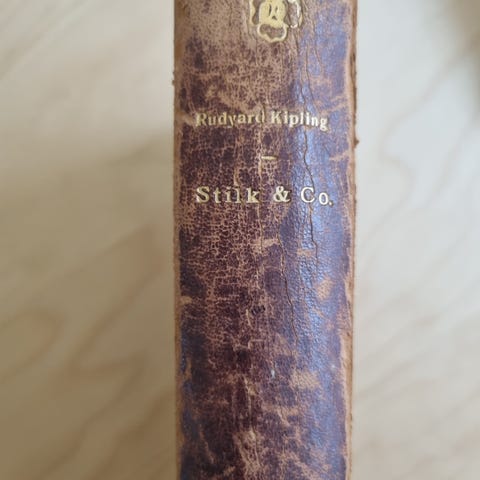 Rudyard Kipling
Stilk & Co.